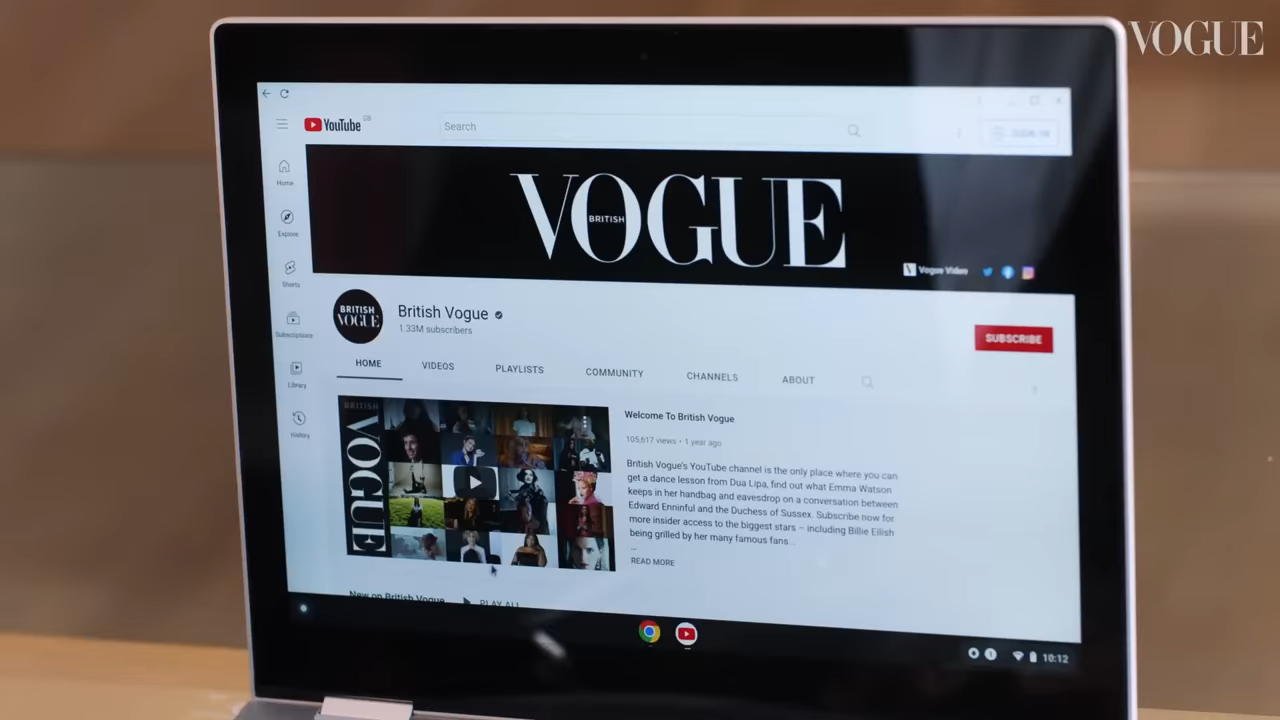 VOGUE
YouTube GB
Search
Home
Explore
Shorts
Subscriptions
Library
History
VOGUE
BRITISH
Vogue Video
BRITISH
VOGUE
British Vogue
1.33M subscribers
SUBSCRIBE
HOME VIDEOS PLAYLISTS COMMUNITY CHANNELS ABOUT
BRITISH
VOGUE
Welcome To British Vogue
105,617 views • 1 year ago
British Vogue's YouTube channel is the only place where you can
get a dance lesson from Dua Lipa, find out what Emma Watson
keeps in her handbag and eavesdrop on a conversation between
Edward Enninful and the Duchess of Sussex. Subscribe now for
more insider access to the biggest stars – including Billie Eilish
being grilled by her many famous fans...
...
READ MORE
New on British Vogue PLAY ALL
10:12